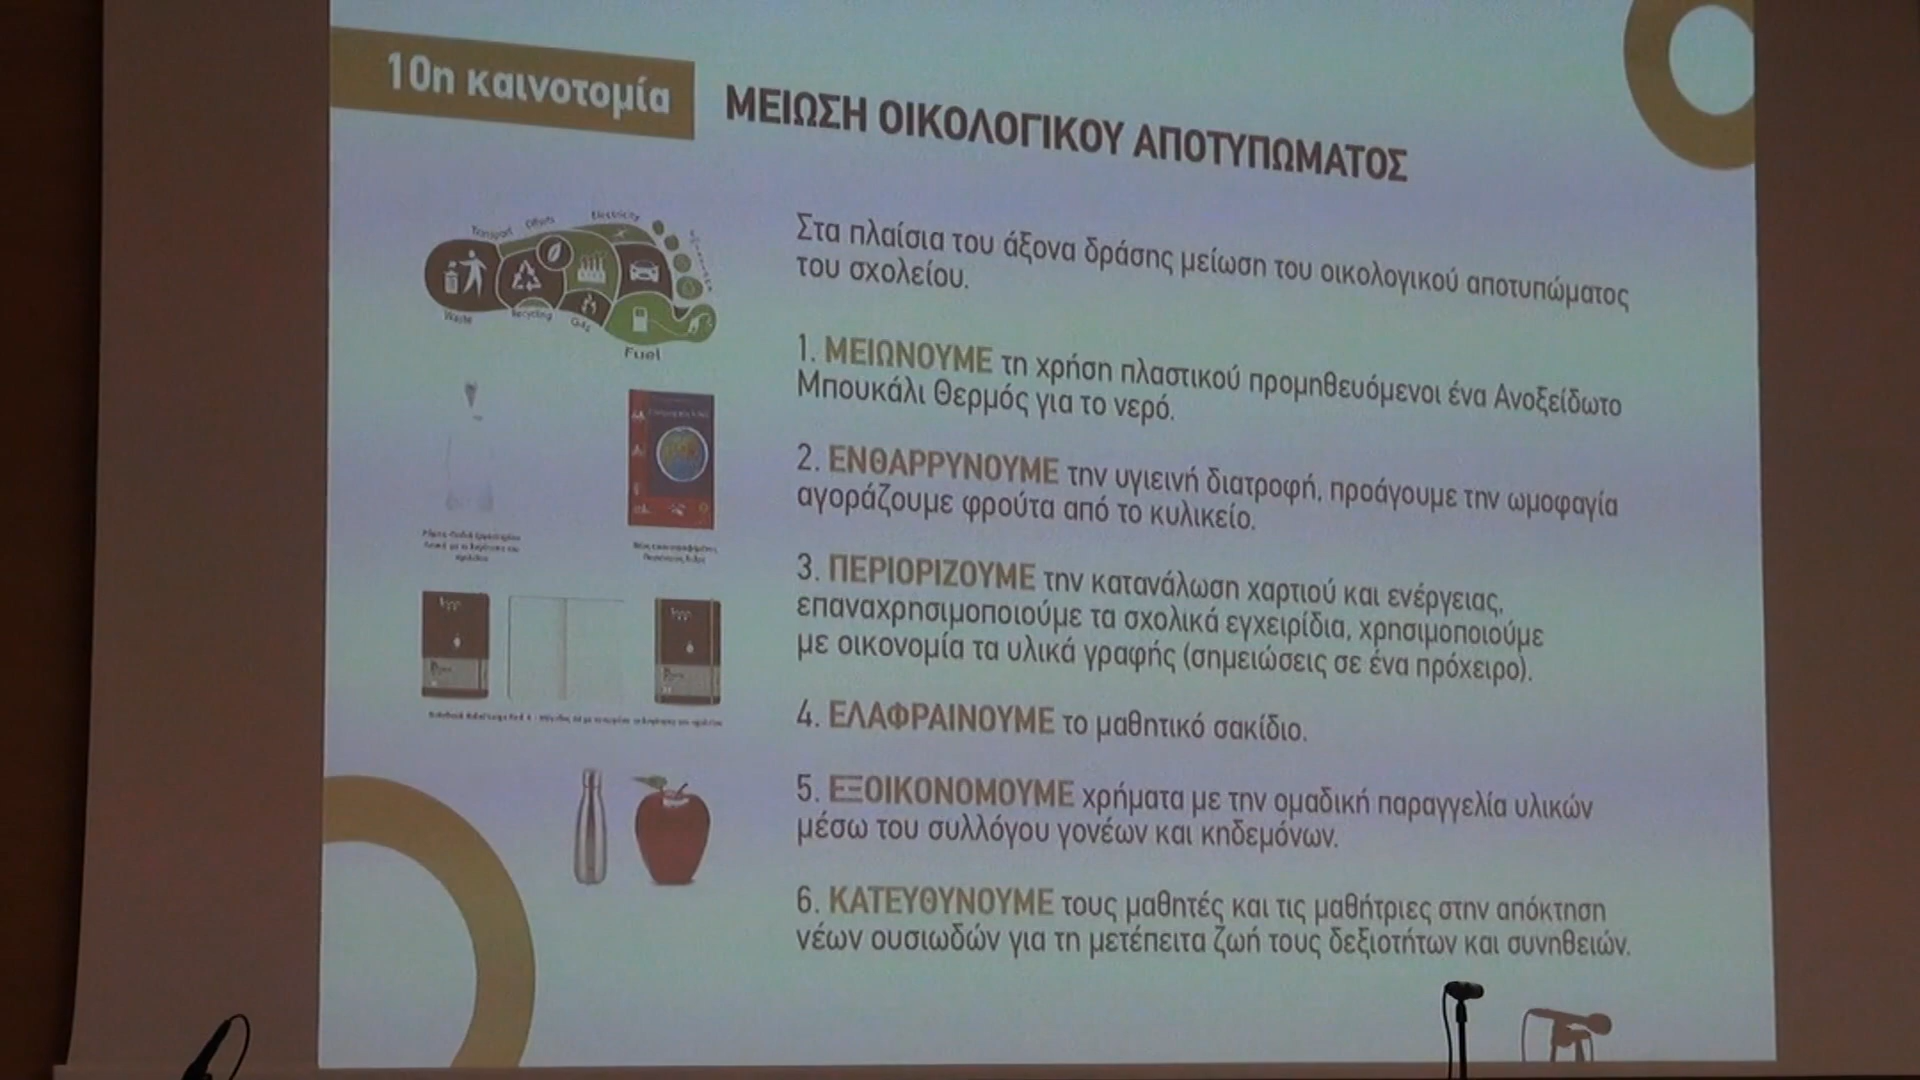 10η καινοτομία
ΜΕΙΩΣΗ ΟΙΚΟΛΟΓΙΚΟΥ ΑΠΟΤΥΠΩΜΑΤΟΣ
Transport Offsets Electricity
Waste Recycling Gas
Fuel
Στα πλαίσια του άξονα δράσης μείωση του οικολογικού αποτυπώματος
του σχολείου.
1. ΜΕΙΩΝΟΥΜΕ τη χρήση πλαστικού προμηθευόμενοι ένα Ανοξείδωτο
Μπουκάλι Θερμός για το νερό.
2. ΕΝΘΑΡΡΥΝΟΥΜΕ την υγιεινή διατροφή, προάγουμε την ωμοφαγία
αγοράζουμε φρούτα από το κυλικείο.
3. ΠΕΡΙΟΡΙΖΟΥΜΕ την κατανάλωση χαρτιού και ενέργειας,
επαναχρησιμοποιούμε τα σχολικά εγχειρίδια, χρησιμοποιούμε
με οικονομία τα υλικά γραφής (σημειώσεις σε ένα πρόχειρο).
4. ΕΛΑΦΡΑΙΝΟΥΜΕ το μαθητικό σακίδιο.
5. ΕΞΟΙΚΟΝΟΜΟΥΜΕ χρήματα με την ομαδική παραγγελία υλικών
μέσω του συλλόγου γονέων και κηδεμόνων.
6. ΚΑΤΕΥΘΥΝΟΥΜΕ τους μαθητές και τις μαθήτριες στην απόκτηση
νέων ουσιωδών για τη μετέπειτα ζωή τους δεξιοτήτων και συνηθειών.